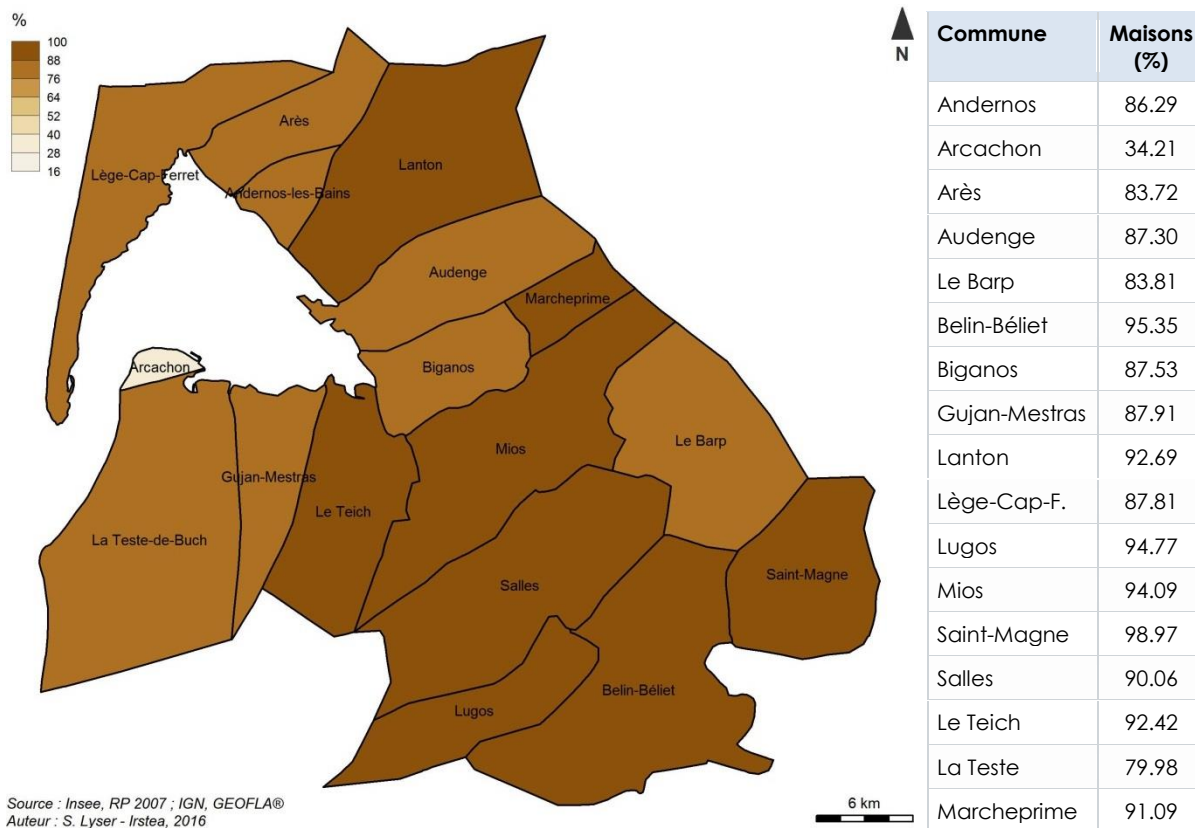 %
100
88
76
64
52
40
28
16
N
Arès
Lanton
Lège-Cap-Ferret
Andernos-les-Bains
Audenge
Marcheprime
Arcachon
Biganos
Le Barp
Mios
Gujan-Mestras
Le Teich
La Teste-de-Buch
Saint-Magne
Salles
Belin-Béliet
Lugos
6 km
Source : Insee, RP 2007 ; IGN, GEOFLA®
Auteur : S. Lyser - Irstea, 2016
Commune Maisons (%)
Andernos 86.29
Arcachon 34.21
Arès 83.72
Audenge 87.30
Le Barp 83.81
Belin-Béliet 95.35
Biganos 87.53
Gujan-Mestras 87.91
Lanton 92.69
Lège-Cap-F. 87.81
Lugos 94.77
Mios 94.09
Saint-Magne 98.97
Salles 90.06
Le Teich 92.42
La Teste 79.98
Marcheprime 91.09